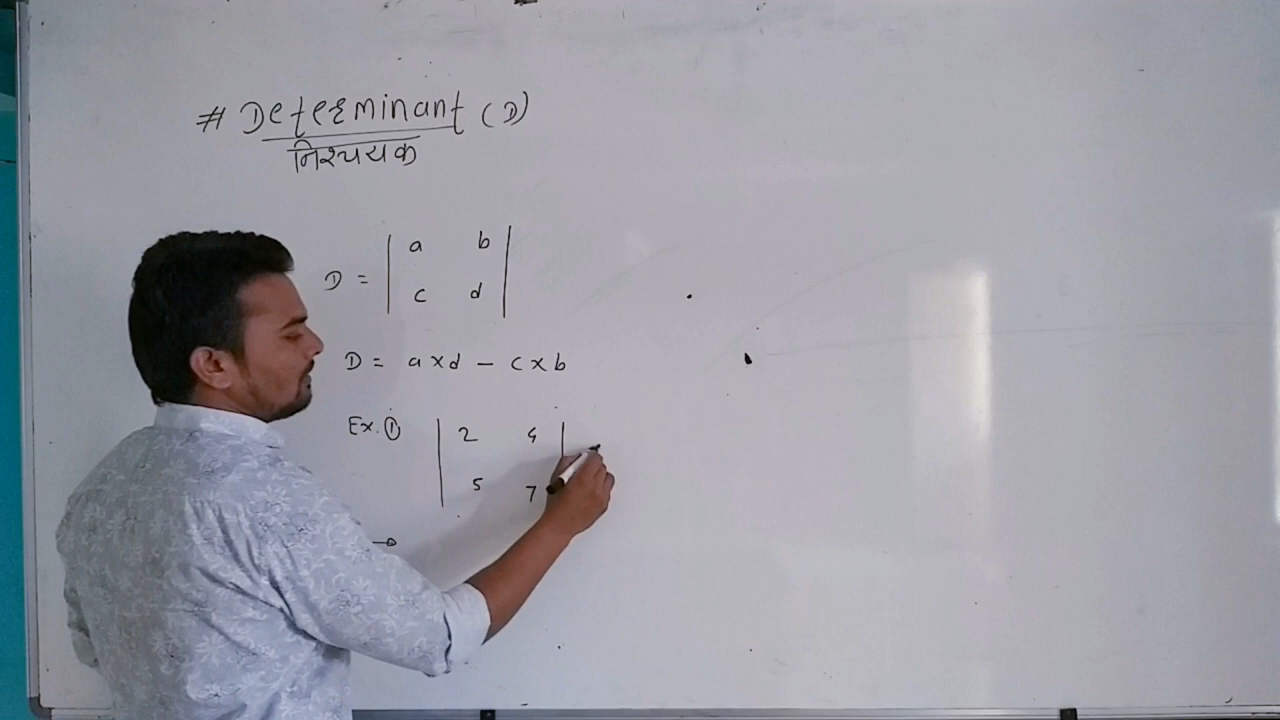 # Determinant (D)
निश्चयक
D = | a b |
| c d |
D = a × d − c × b
Ex. ① | 2 4 |
| 5 7
→